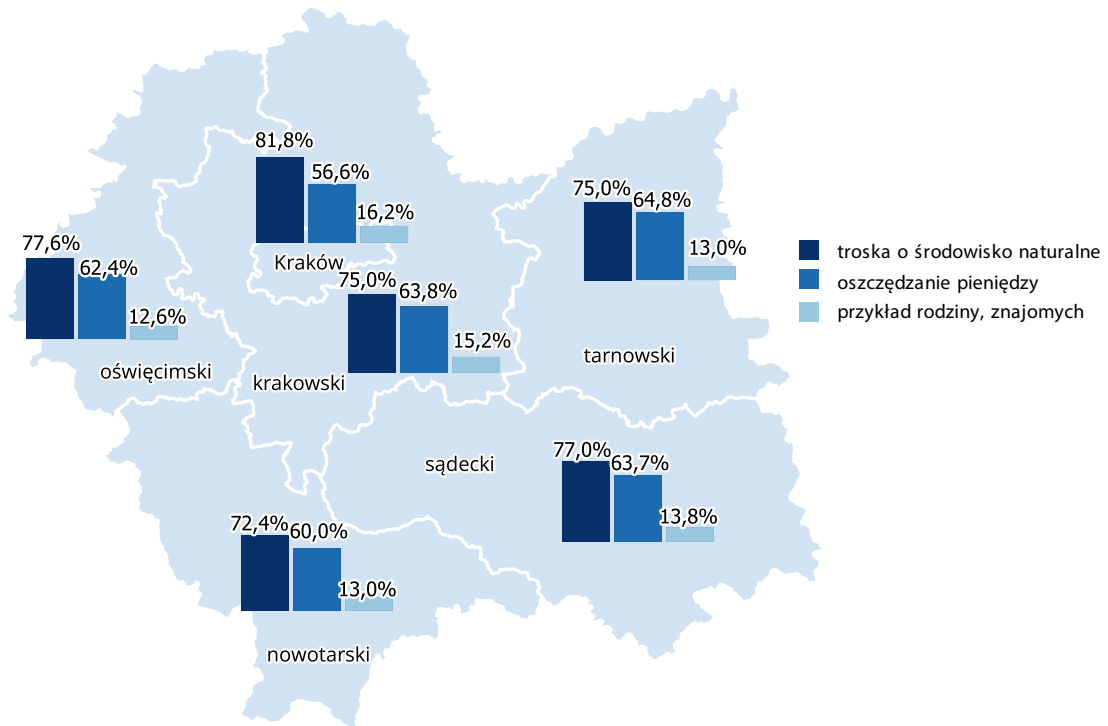 81,8%
56,6%
16,2%
Kraków
75,0%
64,8%
13,0%
tarnowski
77,6%
62,4%
12,6%
oświęcimski
75,0%
63,8%
15,2%
krakowski
77,0%
63,7%
13,8%
sądecki
72,4%
60,0%
13,0%
nowotarski
troska o środowisko naturalne
oszczędzanie pieniędzy
przykład rodziny, znajomych